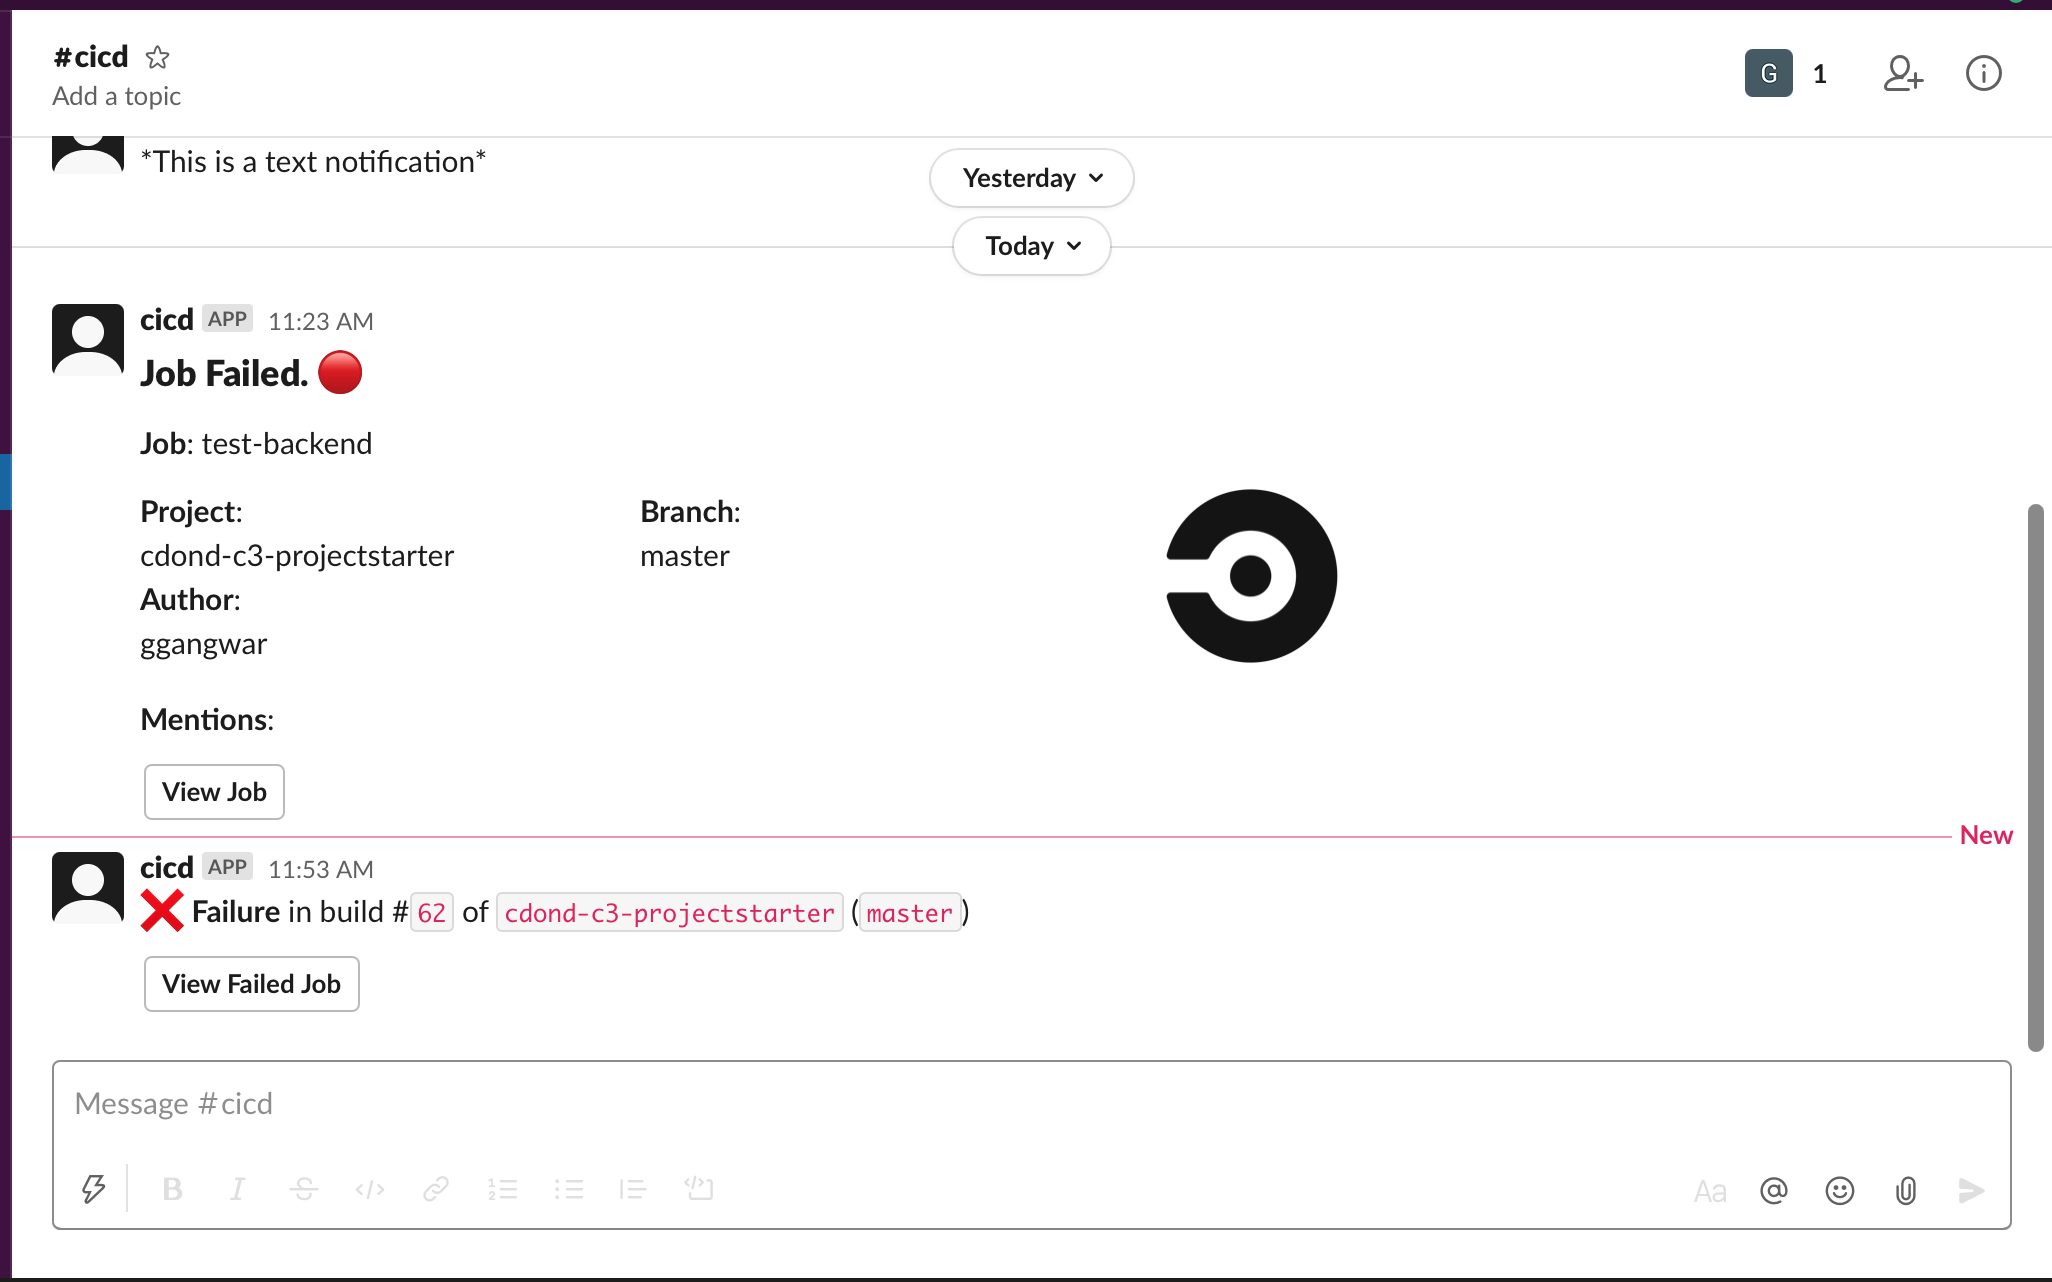 #cicd
Add a topic
G 1
*This is a text notification*
Yesterday
Today
cicd APP 11:23 AM
Job Failed.
Job: test-backend
Project: Branch:
cdond-c3-projectstarter master
Author:
ggangwar
Mentions:
View Job
New
cicd APP 11:53 AM
Failure in build #62 of cdond-c3-projectstarter (master)
View Failed Job
Message #cicd
B I S </> Aa @